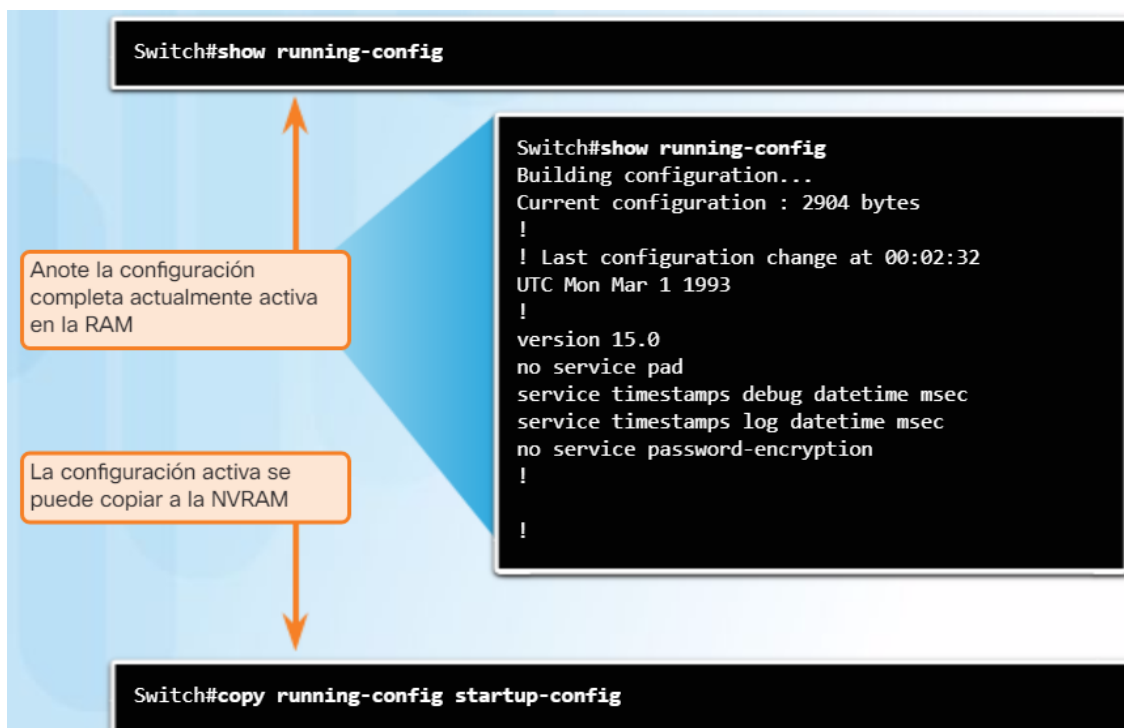 Switch#show running-config
Switch#show running-config
Building configuration...
Current configuration : 2904 bytes
!
! Last configuration change at 00:02:32
UTC Mon Mar 1 1993
!
version 15.0
no service pad
service timestamps debug datetime msec
service timestamps log datetime msec
no service password-encryption
!
!
Anote la configuración
completa actualmente activa
en la RAM
La configuración activa se
puede copiar a la NVRAM
Switch#copy running-config startup-config